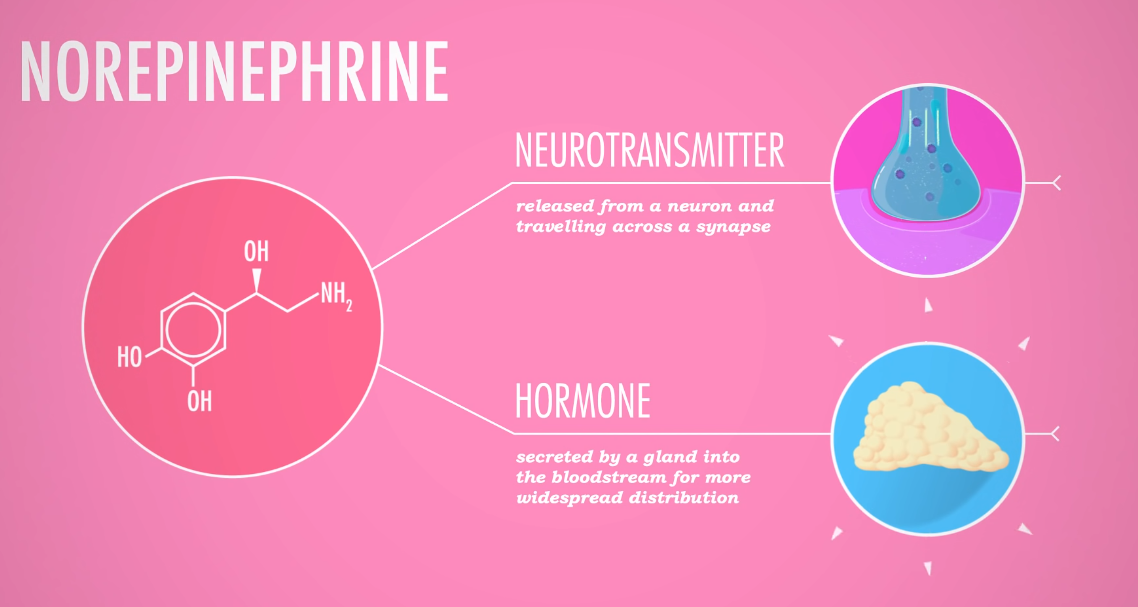 NOREPINEPHRINE
NEUROTRANSMITTER
released from a neuron and
travelling across a synapse
OH
NH2
HO
OH
HORMONE
secreted by a gland into
the bloodstream for more
widespread distribution